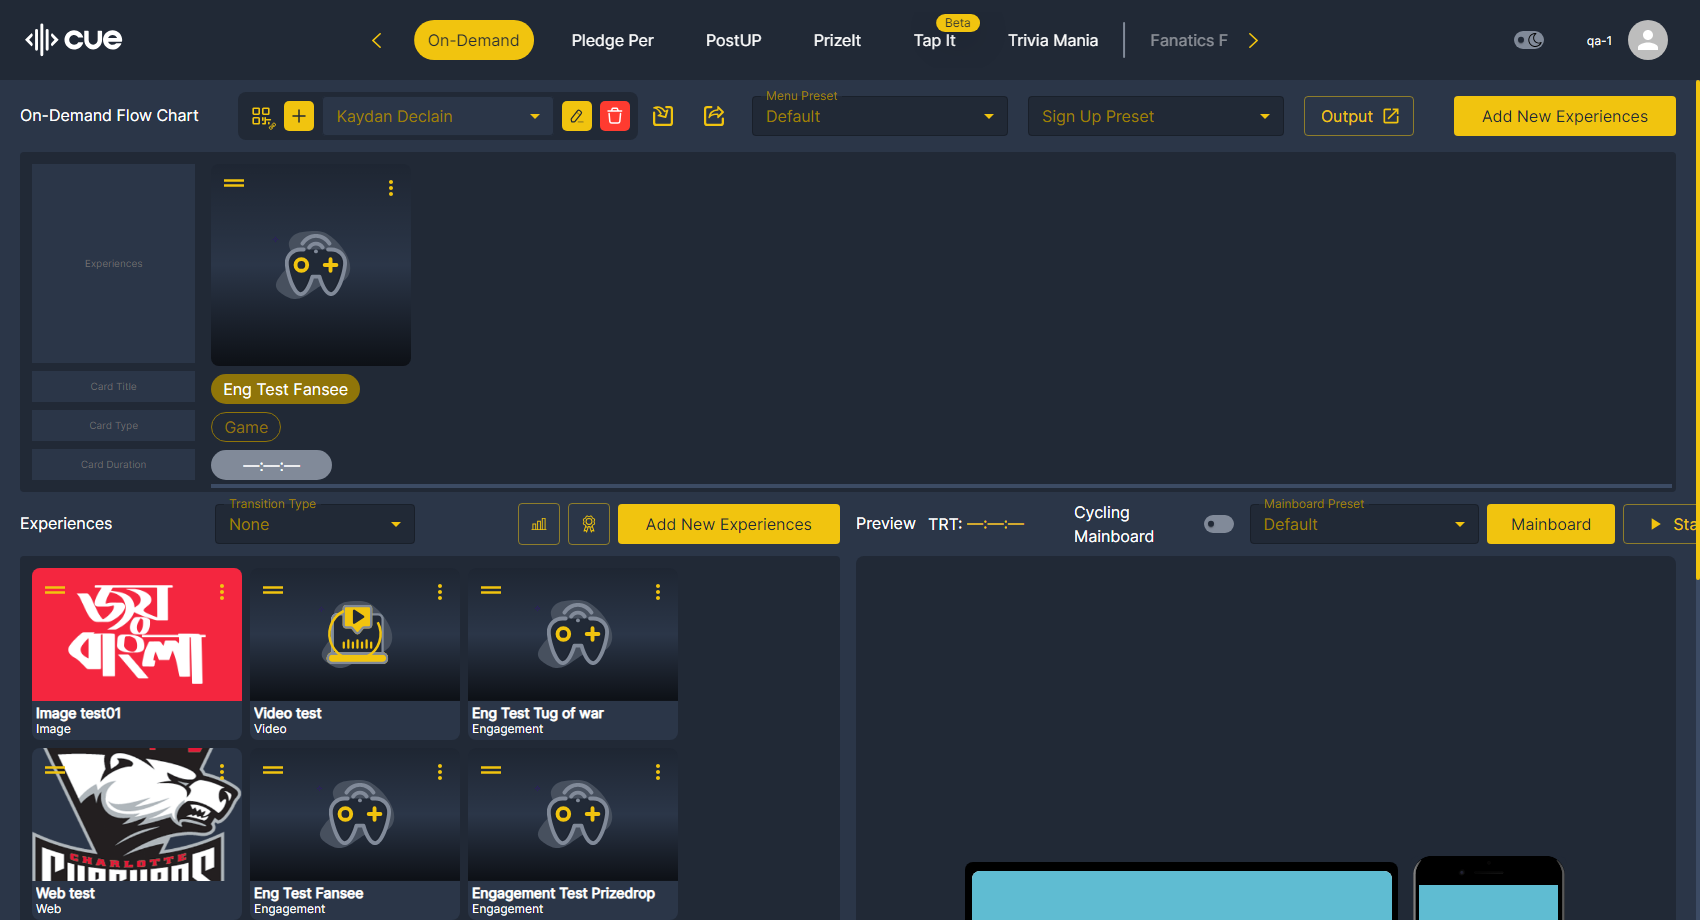 cue
On-Demand
Pledge Per
PostUP
PrizeIt
Tap It
Beta
Trivia Mania
Fanatics F
qa-1
On-Demand Flow Chart
Kaydan Declain
Menu Preset
Default
Sign Up Preset
Output
Add New Experiences
Experiences
Card Title
Eng Test Fansee
Card Type
Game
Card Duration
—:—:—
Experiences
Transition Type
None
Add New Experiences
Preview
TRT: —:—:—
Cycling
Mainboard
Mainboard Preset
Default
Mainboard
Sta
জয়
বাংলা
Image test01
Image
Video test
Video
Eng Test Tug of war
Engagement
CHARLOTTE
Web test
Web
Eng Test Fansee
Engagement
Engagement Test Prizedrop
Engagement